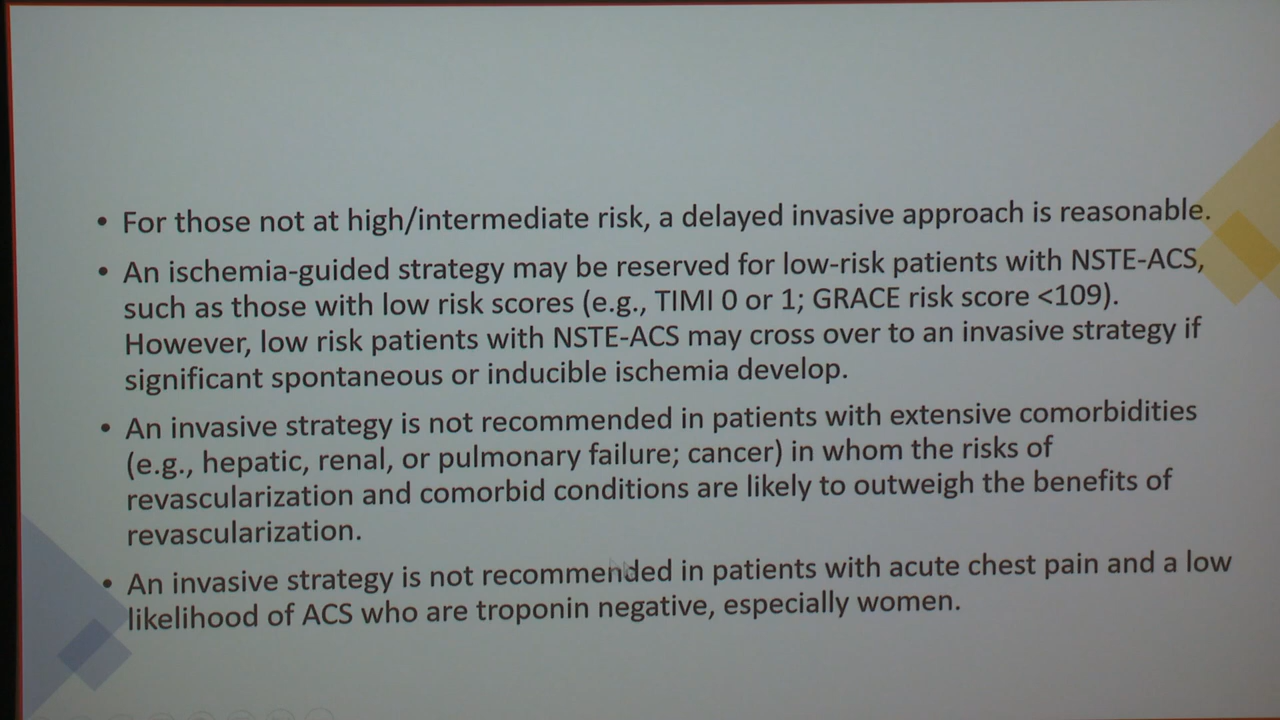 • For those not at high/intermediate risk, a delayed invasive approach is reasonable.
• An ischemia-guided strategy may be reserved for low-risk patients with NSTE-ACS,
such as those with low risk scores (e.g., TIMI 0 or 1; GRACE risk score <109).
However, low risk patients with NSTE-ACS may cross over to an invasive strategy if
significant spontaneous or inducible ischemia develop.
• An invasive strategy is not recommended in patients with extensive comorbidities
(e.g., hepatic, renal, or pulmonary failure; cancer) in whom the risks of
revascularization and comorbid conditions are likely to outweigh the benefits of
revascularization.
• An invasive strategy is not recommended in patients with acute chest pain and a low
likelihood of ACS who are troponin negative, especially women.